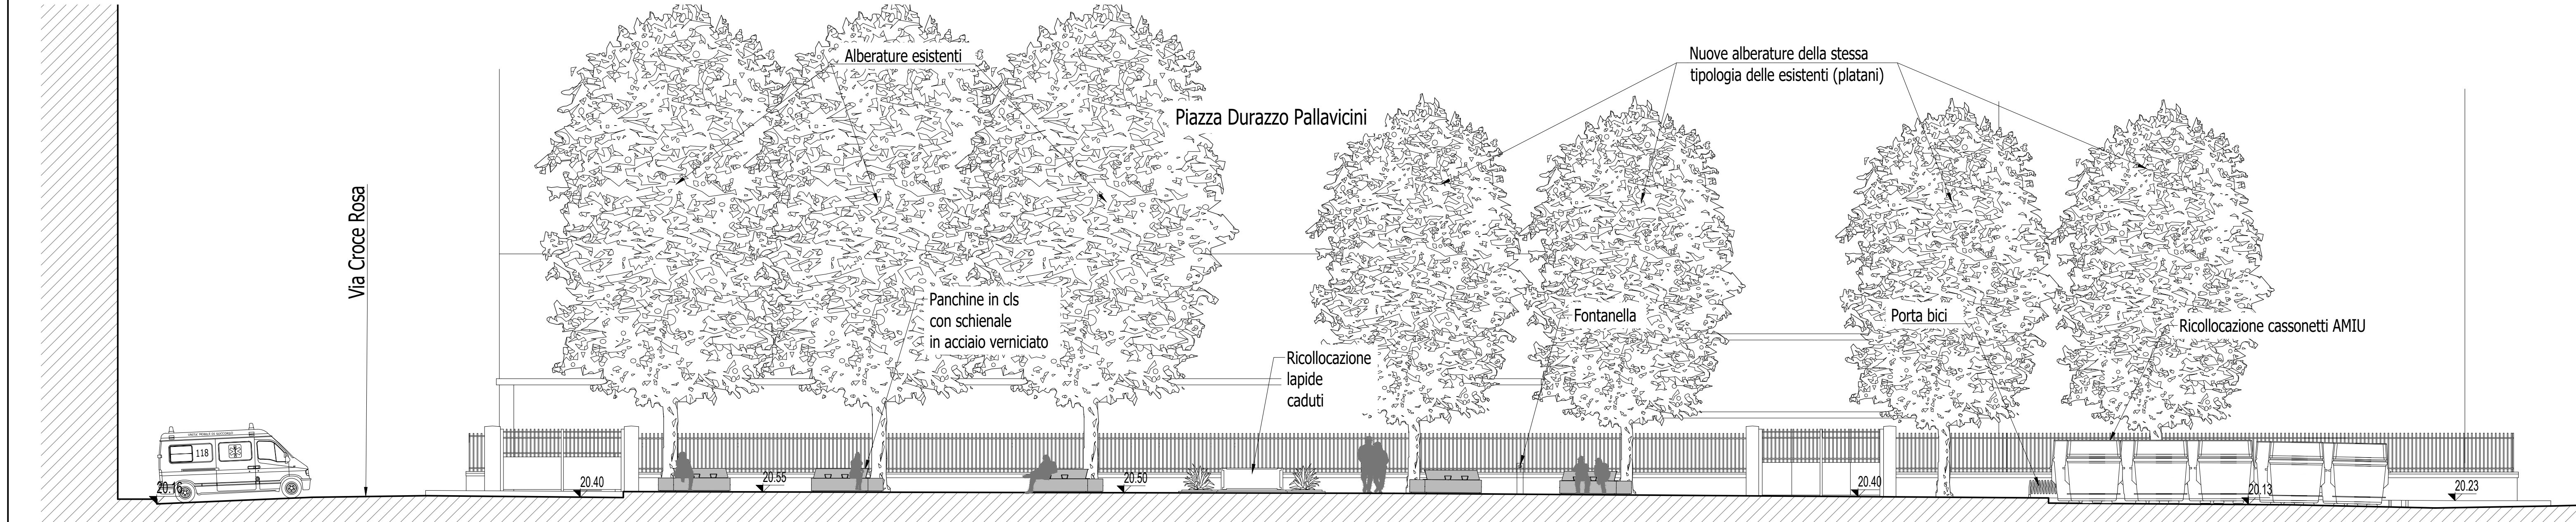 Alberature esistenti
Nuove alberature della stessa
tipologia delle esistenti (platani)
Piazza Durazzo Pallavicini
Via Croce Rosa
Panchine in cls
con schienale
in acciaio verniciato
Fontanella
Porta bici
Ricollocazione cassonetti AMIU
Ricollocazione
lapide
caduti
118
20.16
20.40
20.55
20.50
20.40
20.13
20.23